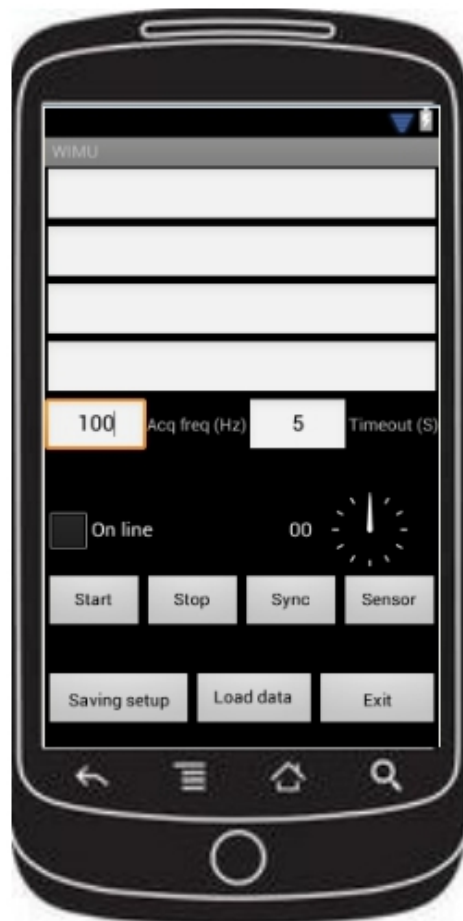 WIMU
100 Acq freq (Hz) 5 Timeout (S)
On line 00
Start Stop Sync Sensor
Saving setup Load data Exit